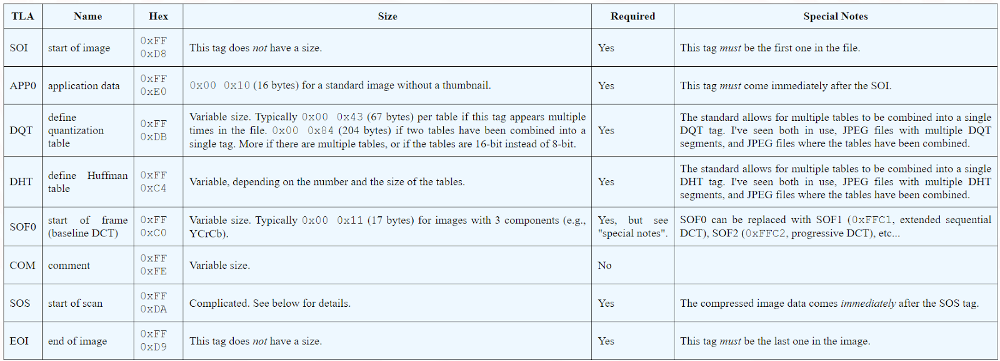 TLA Name Hex Size Required Special Notes
SOI start of image 0xFF 0xD8 This tag does not have a size. Yes This tag must be the first one in the file.
APP0 application data 0xFF 0xE0 0x00 0x10 (16 bytes) for a standard image without a thumbnail. Yes This tag must come immediately after the SOI.
DQT
define
quantization
table
0xFF
0xDB
Variable size. Typically 0x00 0x43 (67 bytes) per table if this tag appears multiple
times in the file. 0x00 0x84 (204 bytes) if two tables have been combined into a
single tag. More if there are multiple tables, or if the tables are 16-bit instead of 8-bit.
Yes
The standard allows for multiple tables to be combined into a single
DQT tag. I've seen both in use, JPEG files with multiple DQT
segments, and JPEG files where the tables have been combined.
DHT
define Huffman
table
0xFF
0xC4
Variable, depending on the number and the size of the tables.
Yes
The standard allows for multiple tables to be combined into a single
DHT tag. I've seen both in use, JPEG files with multiple DHT
segments, and JPEG files where the tables have been combined.
SOF0
start of frame
(baseline DCT)
0xFF
0xC0
Variable size. Typically 0x00 0x11 (17 bytes) for images with 3 components (e.g.,
YCrCb).
Yes, but see
"special notes".
SOF0 can be replaced with SOF1 (0xFFC1, extended sequential
DCT), SOF2 (0xFFC2, progressive DCT), etc...
COM comment 0xFF 0xFE Variable size. No
SOS start of scan 0xFF 0xDA Complicated. See below for details. Yes The compressed image data comes immediately after the SOS tag.
EOI end of image 0xFF 0xD9 This tag does not have a size. Yes This tag must be the last one in the image.